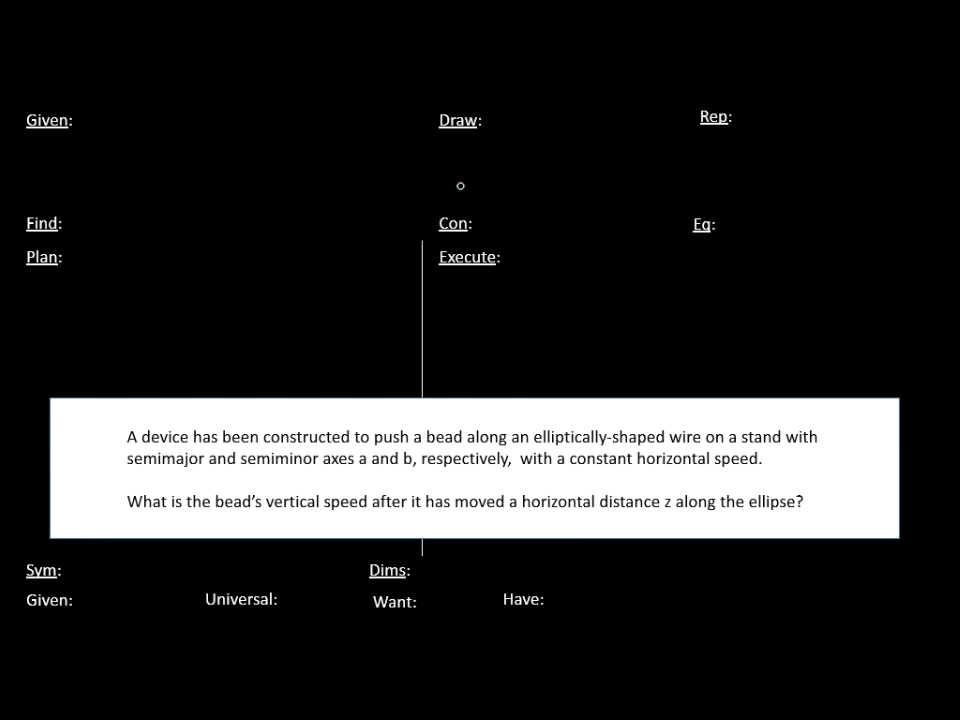 Given:
Draw:
Rep:
Find:
Con:
Eq:
Plan:
Execute:
A device has been constructed to push a bead along an elliptically-shaped wire on a stand with
semimajor and semiminor axes a and b, respectively, with a constant horizontal speed.
What is the bead's vertical speed after it has moved a horizontal distance z along the ellipse?
Sym:
Dims:
Given:
Universal:
Want:
Have: